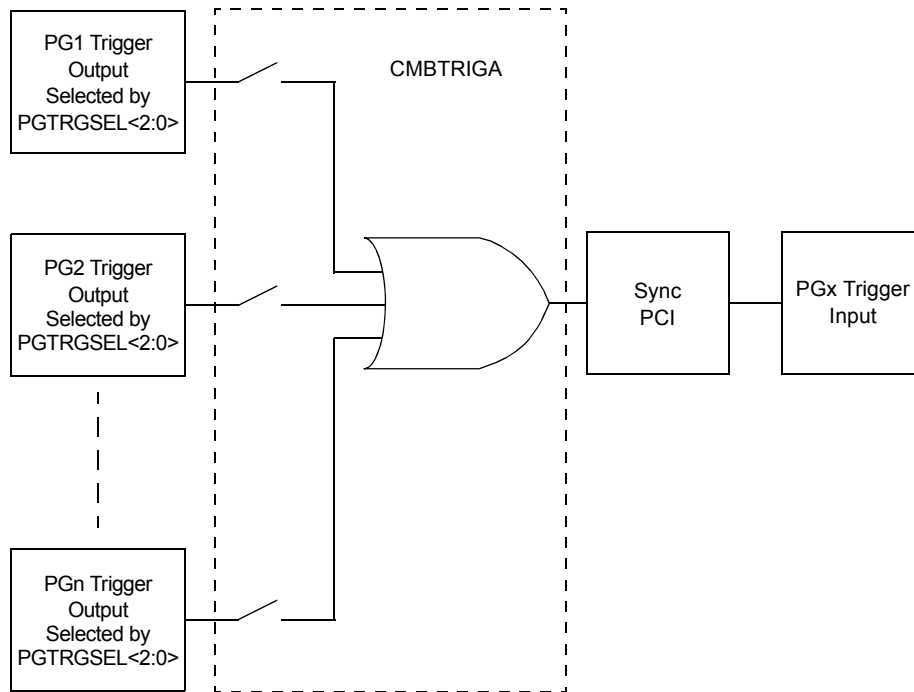 PG1 Trigger
Output
Selected by
PGTRGSEL<2:0>
CMBTRIGA
PG2 Trigger
Output
Selected by
PGTRGSEL<2:0>
Sync
PCI
PGx Trigger
Input
PGn Trigger
Output
Selected by
PGTRGSEL<2:0>